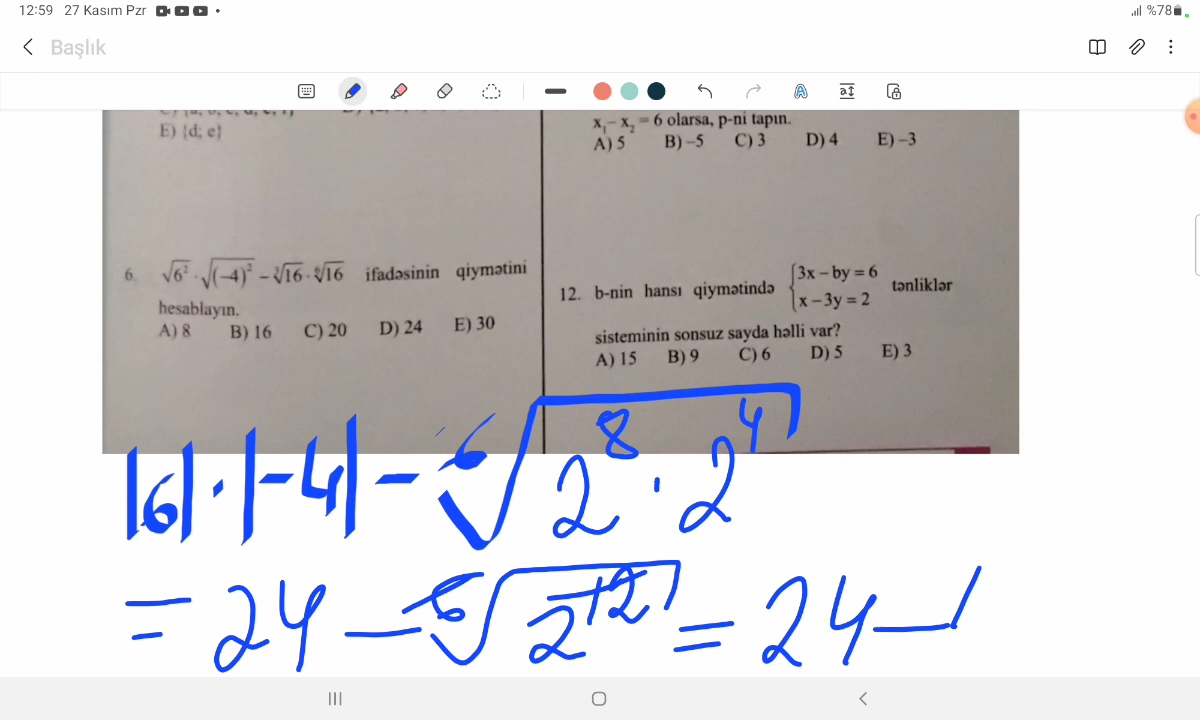 12:59 27 Kasım Pzr
%78
Başlık
E) {d; e}
x₁ – x₂ = 6 olarsa, p-ni tapın.
A) 5 B) –5 C) 3 D) 4 E) –3
6. √6² · √(–4)² – ³√16 · ⁶√16 ifadəsinin qiymətini
hesablayın.
A) 8 B) 16 C) 20 D) 24 E) 30
12. b-nin hansı qiymətində {3x – by = 6
x – 3y = 2 tənliklər
sisteminin sonsuz sayda həlli var?
A) 15 B) 9 C) 6 D) 5 E) 3
|6| · |–4| – ⁶√2⁸ · 2⁴
= 24 – ⁶√2¹² = 24 –